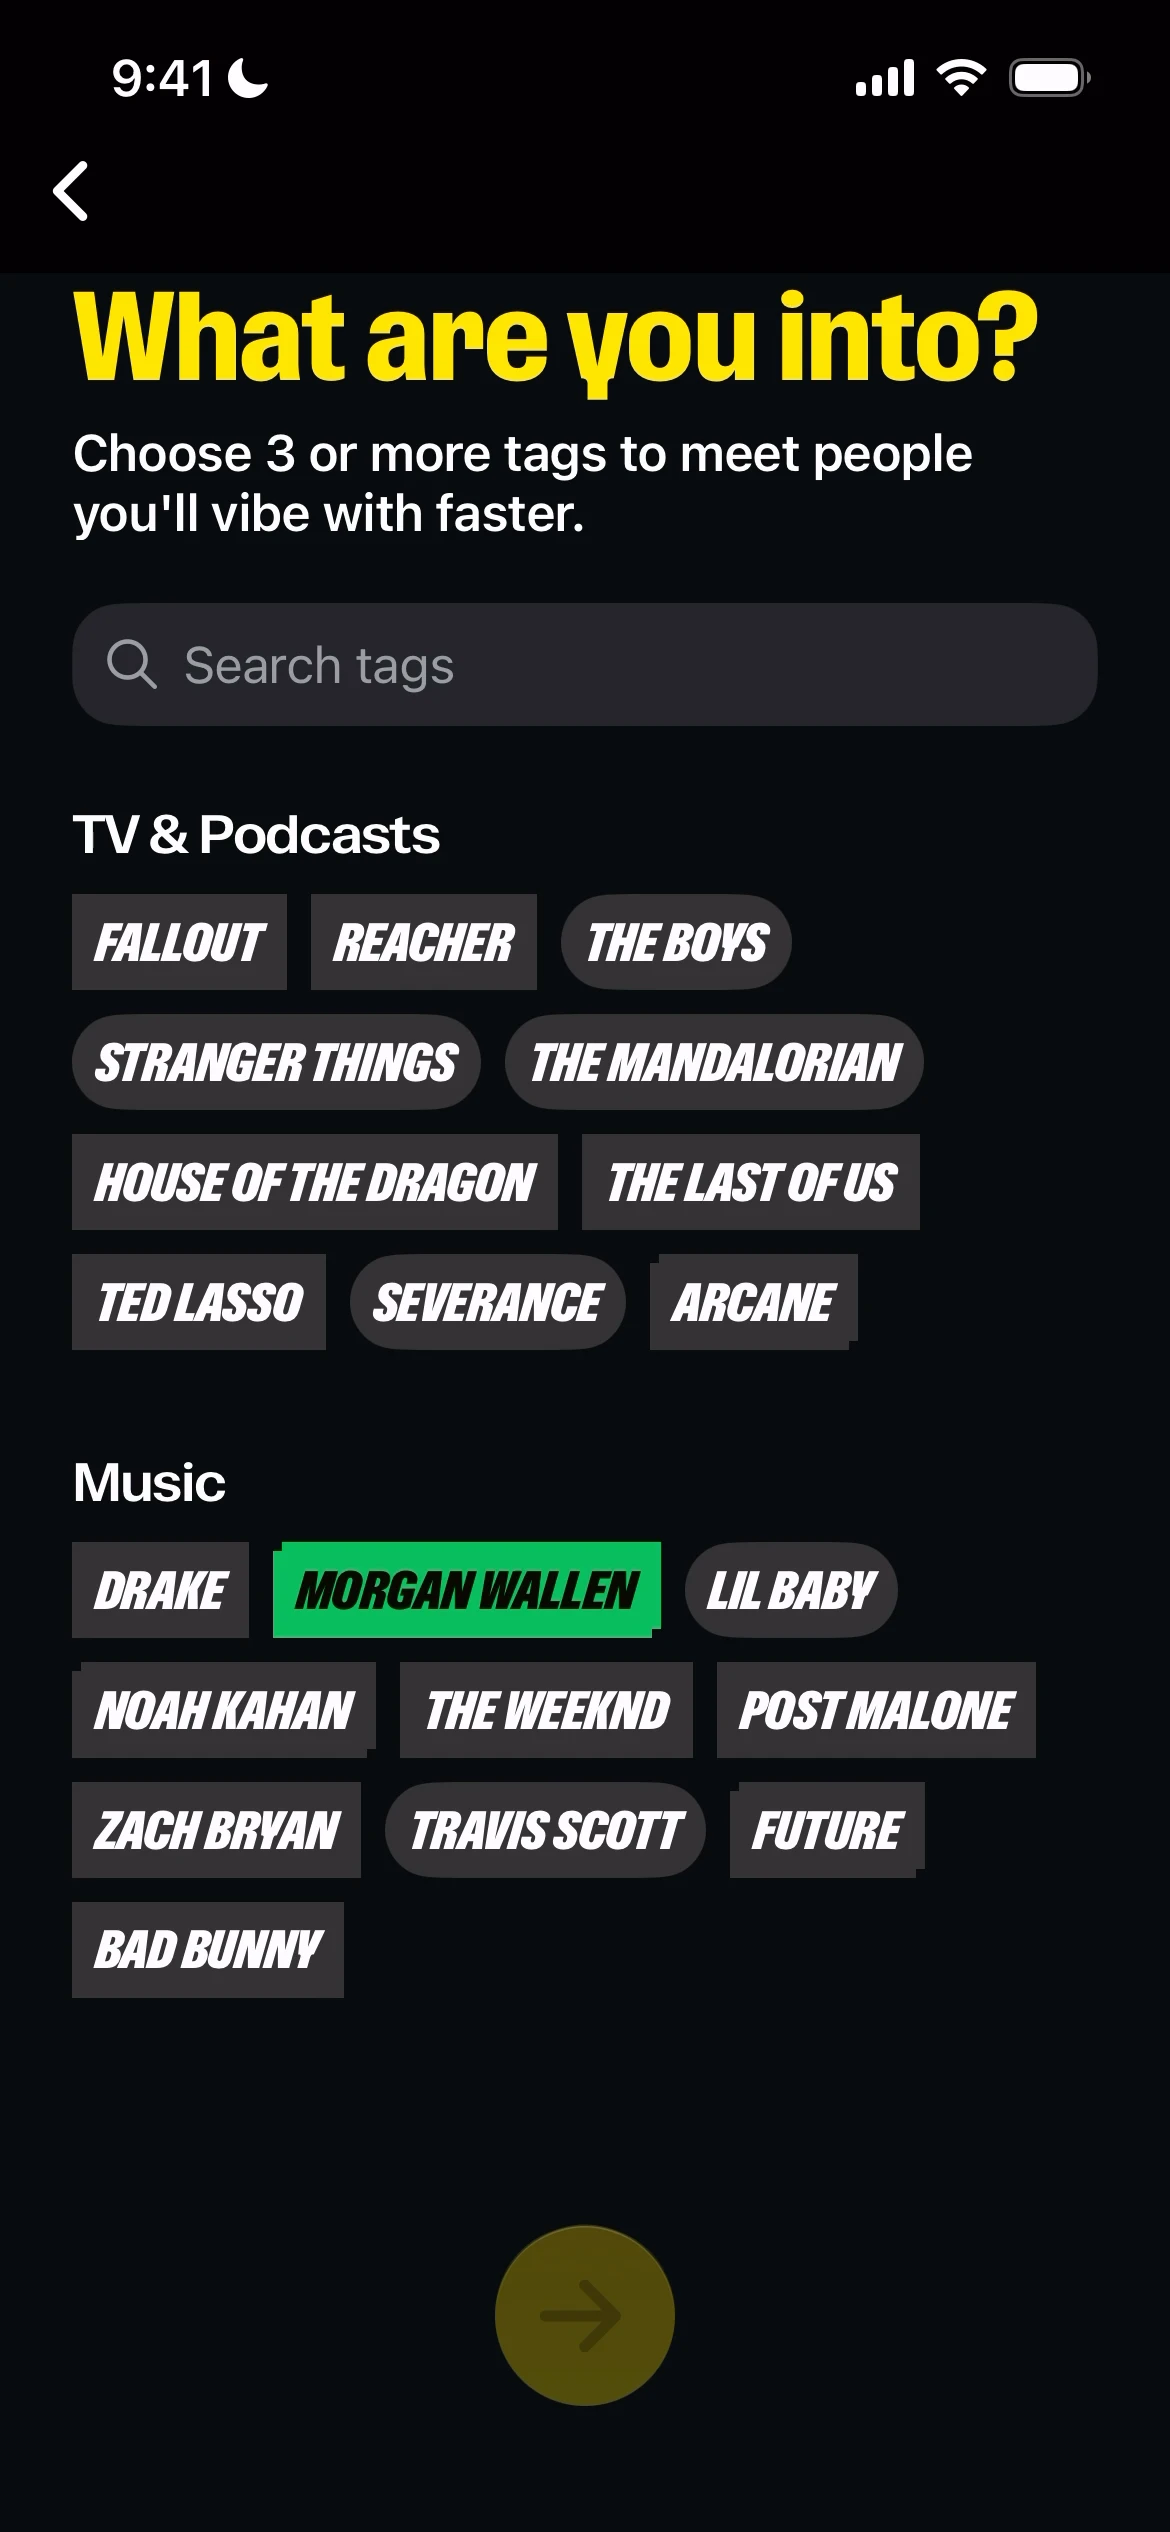 9:41
What are you into?
Choose 3 or more tags to meet people
you'll vibe with faster.
Search tags
TV & Podcasts
FALLOUT REACHER THE BOYS
STRANGER THINGS THE MANDALORIAN
HOUSE OF THE DRAGON THE LAST OF US
TED LASSO SEVERANCE ARCANE
Music
DRAKE MORGAN WALLEN LIL BABY
NOAH KAHAN THE WEEKND POST MALONE
ZACH BRYAN TRAVIS SCOTT FUTURE
BAD BUNNY